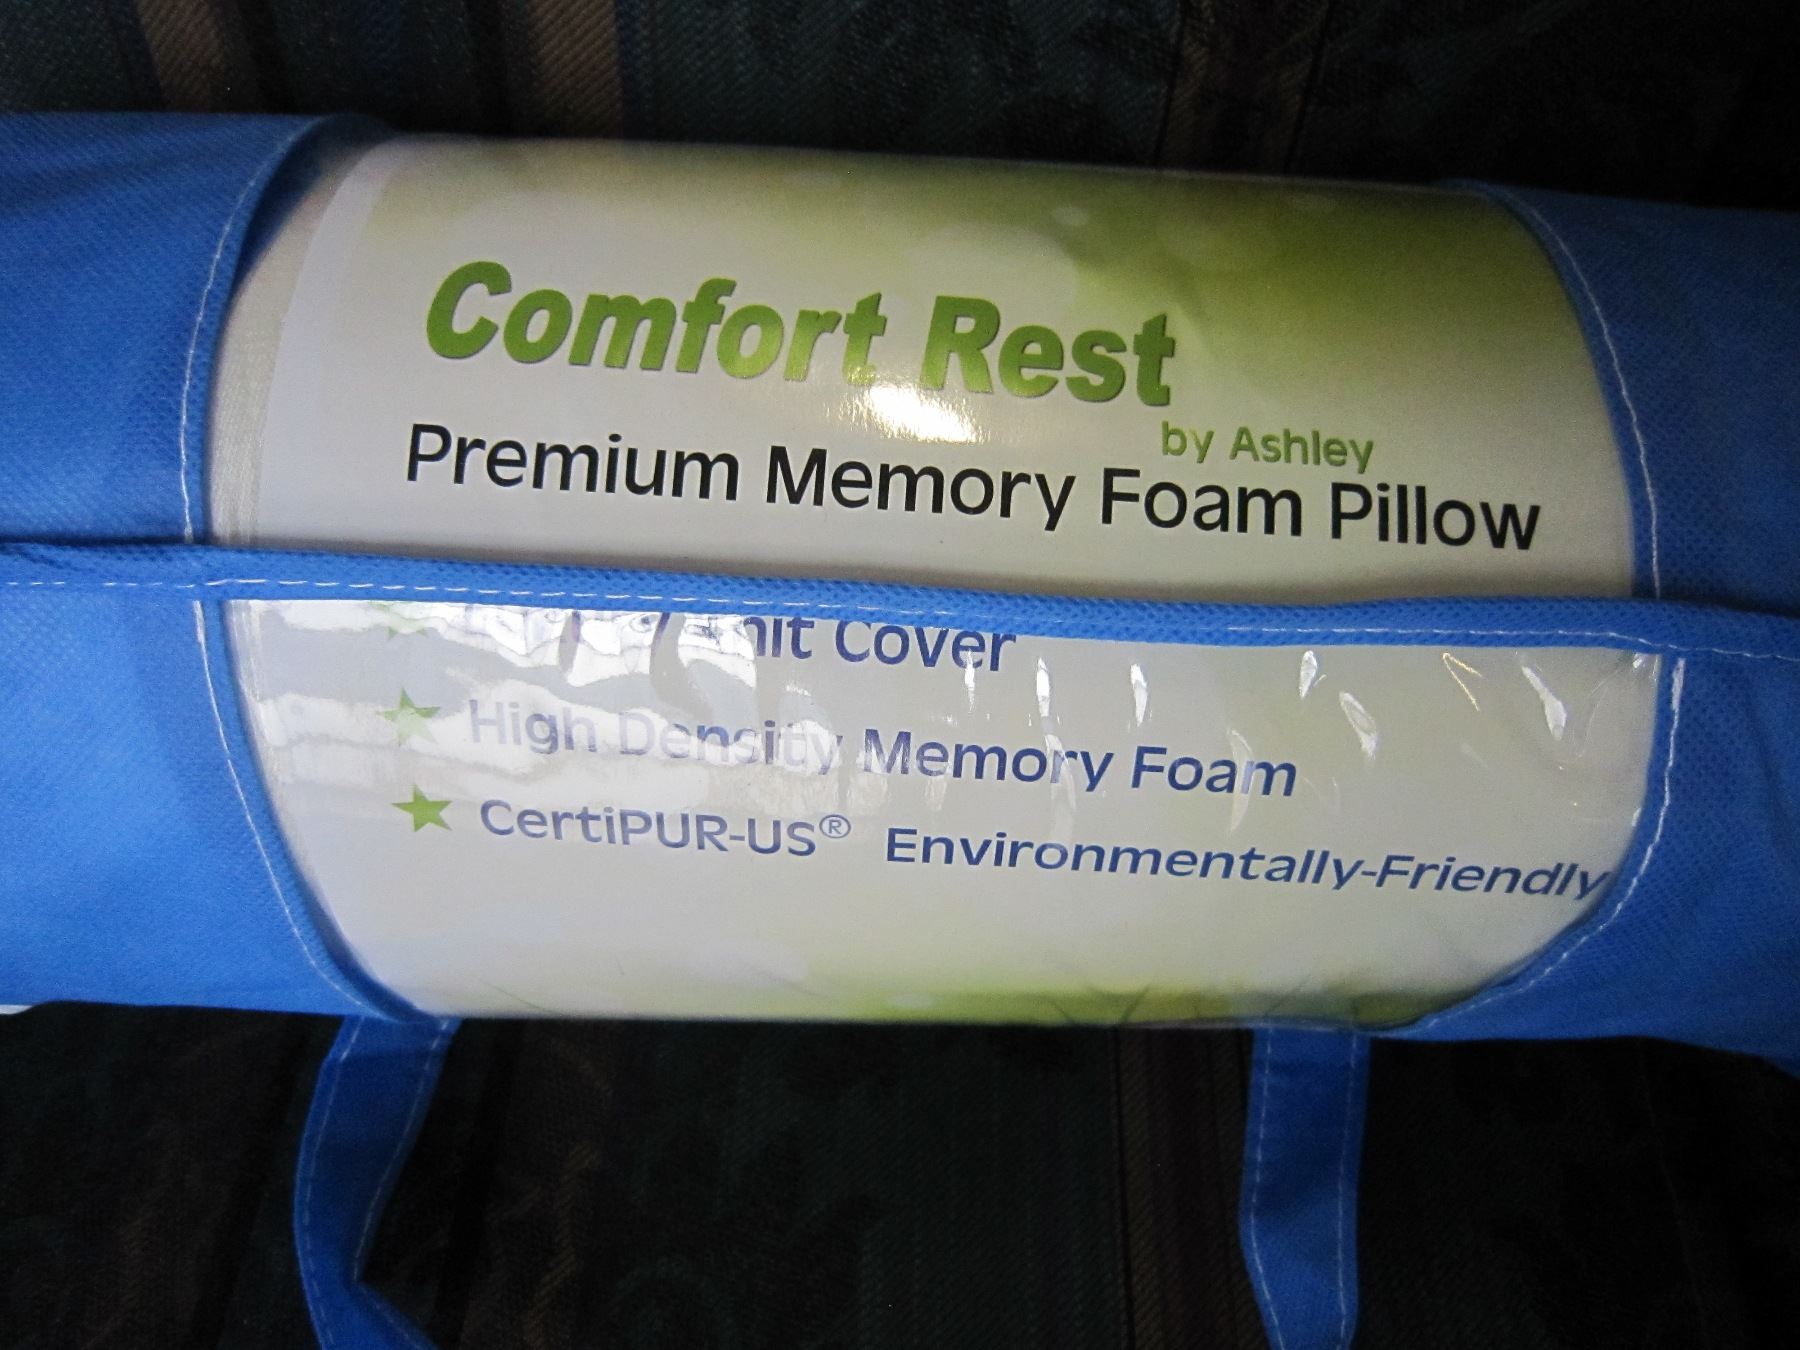 Comfort Rest
by Ashley
Premium Memory Foam Pillow
Cover
High Density Memory Foam
CertiPUR-US® Environmentally-Friendly